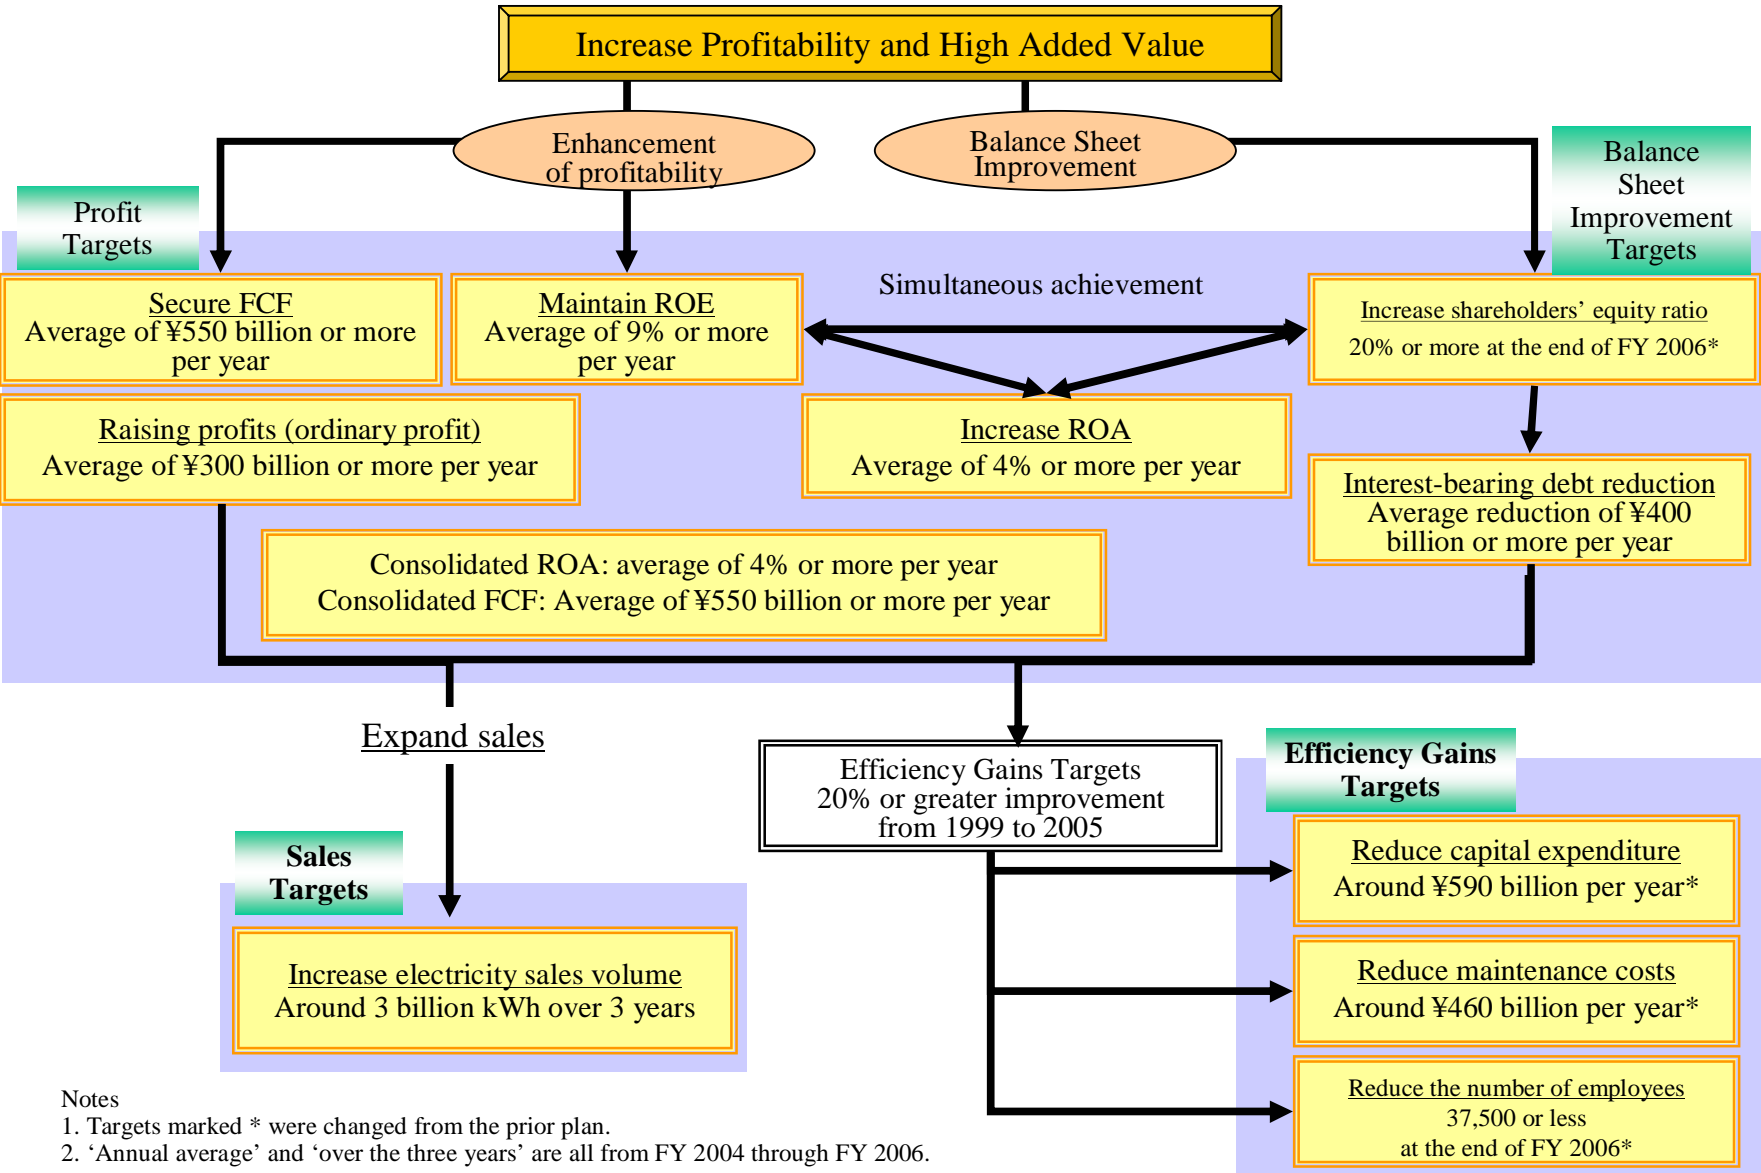 Increase Profitability and High Added Value
Enhancement
of profitability
Balance Sheet
Improvement
Profit
Targets
Balance
Sheet
Improvement
Targets
Secure FCF
Average of ¥550 billion or more
per year
Maintain ROE
Average of 9% or more
per year
Simultaneous achievement
Increase shareholders’ equity ratio
20% or more at the end of FY 2006*
Raising profits (ordinary profit)
Average of ¥300 billion or more per year
Increase ROA
Average of 4% or more per year
Interest-bearing debt reduction
Average reduction of ¥400
billion or more per year
Consolidated ROA: average of 4% or more per year
Consolidated FCF: Average of ¥550 billion or more per year
Expand sales
Efficiency Gains Targets
20% or greater improvement
from 1999 to 2005
Efficiency Gains
Targets
Sales
Targets
Reduce capital expenditure
Around ¥590 billion per year*
Increase electricity sales volume
Around 3 billion kWh over 3 years
Reduce maintenance costs
Around ¥460 billion per year*
Reduce the number of employees
37,500 or less
at the end of FY 2006*
Notes
1. Targets marked * were changed from the prior plan.
2. ‘Annual average’ and ‘over the three years’ are all from FY 2004 through FY 2006.